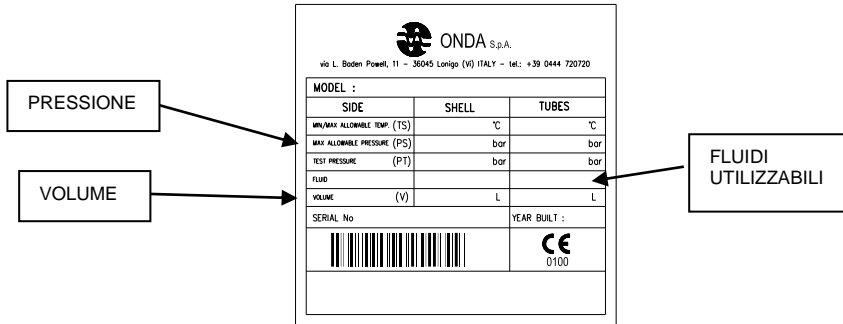 ONDA S.p.A.
via L. Baden Powell, 11 - 36045 Lonigo (Vi) ITALY - tel.: +39 0444 720720
MODEL :
SIDE SHELL TUBES
MIN/MAX ALLOWABLE TEMP. (TS) °C °C
MAX ALLOWABLE PRESSURE (PS) bar bar
TEST PRESSURE (PT) bar bar
FLUID
VOLUME (V) L L
SERIAL No YEAR BUILT :
CE
0100
PRESSIONE
VOLUME
FLUIDI
UTILIZZABILI